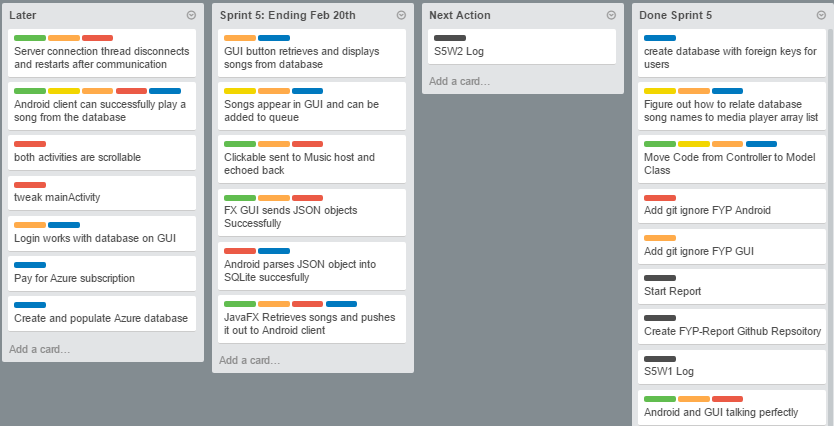 Later
Server connection thread disconnects
and restarts after communication
Android client can successfully play a
song from the database
both activities are scrollable
tweak mainActivity
Login works with database on GUI
Pay for Azure subscription
Create and populate Azure database
Add a card...
Sprint 5: Ending Feb 20th
GUI button retrieves and displays
songs from database
Songs appear in GUI and can be
added to queue
Clickable sent to Music host and
echoed back
FX GUI sends JSON objects
Successfully
Android parses JSON object into
SQLite succesfully
JavaFX Retrieves songs and pushes
it out to Android client
Add a card...
Next Action
S5W2 Log
Add a card...
Done Sprint 5
create database with foreign keys for
users
Figure out how to relate database
song names to media player array list
Move Code from Controller to Model
Class
Add git ignore FYP Android
Add git ignore FYP GUI
Start Report
Create FYP-Report Github Repsoitory
S5W1 Log
Android and GUI talking perfectly